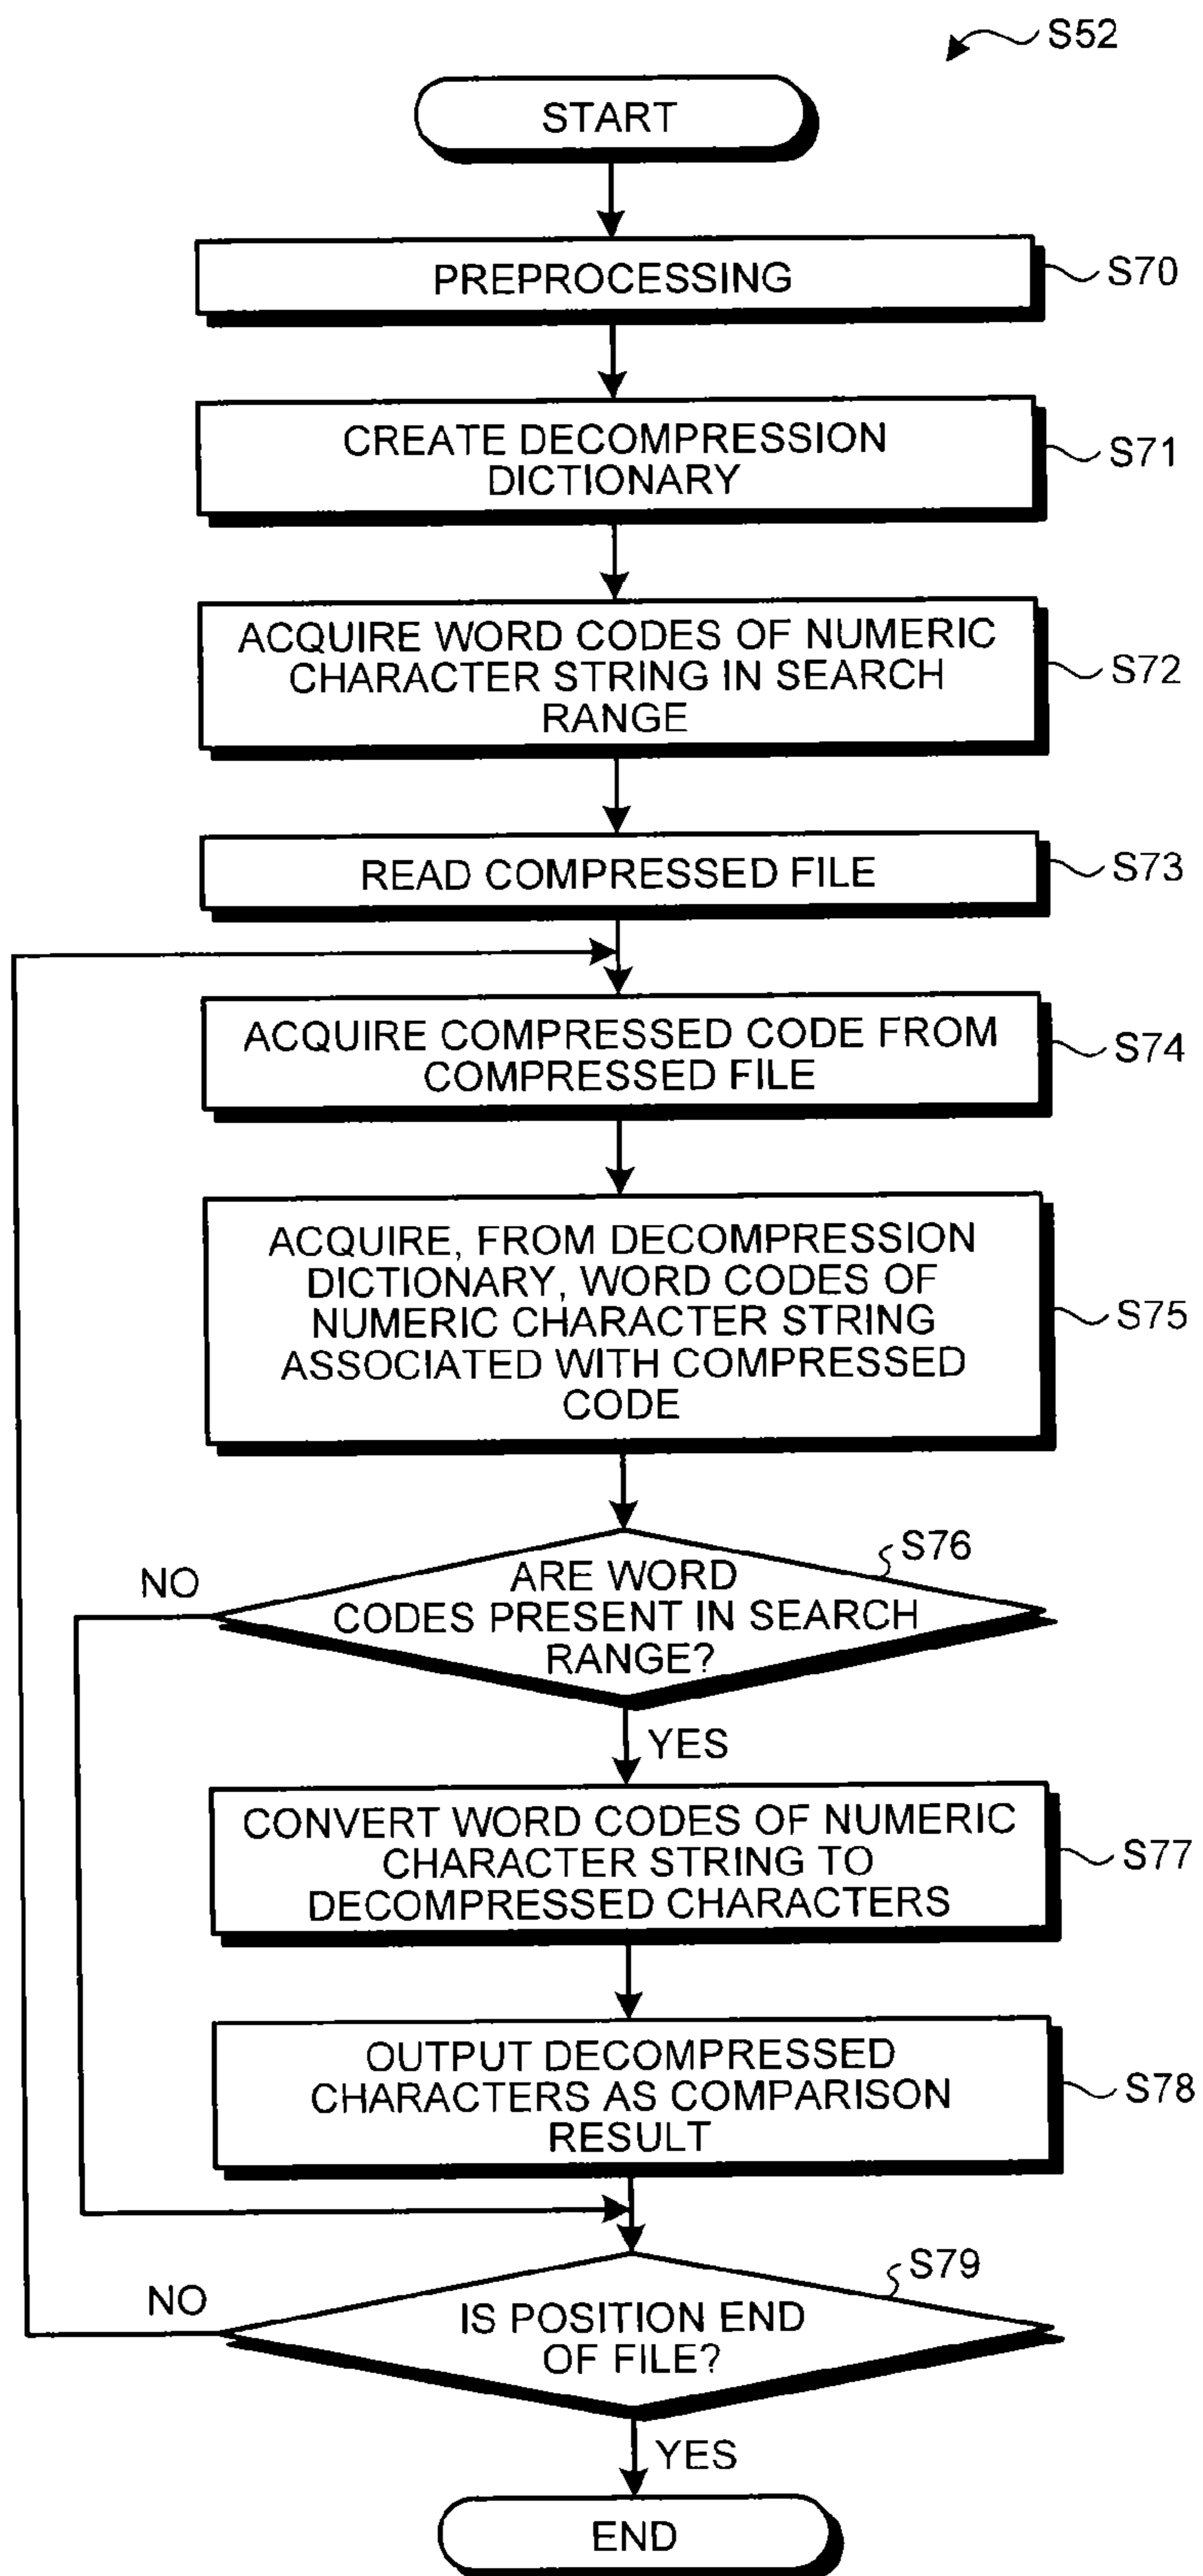 S52
START
PREPROCESSING
S70
CREATE DECOMPRESSION
DICTIONARY
S71
ACQUIRE WORD CODES OF NUMERIC
CHARACTER STRING IN SEARCH
RANGE
S72
READ COMPRESSED FILE
S73
ACQUIRE COMPRESSED CODE FROM
COMPRESSED FILE
S74
ACQUIRE, FROM DECOMPRESSION
DICTIONARY, WORD CODES OF
NUMERIC CHARACTER STRING
ASSOCIATED WITH COMPRESSED
CODE
S75
S76
NO
ARE WORD
CODES PRESENT IN SEARCH
RANGE?
YES
CONVERT WORD CODES OF NUMERIC
CHARACTER STRING TO
DECOMPRESSED CHARACTERS
S77
OUTPUT DECOMPRESSED
CHARACTERS AS COMPARISON
RESULT
S78
S79
NO
IS POSITION END
OF FILE?
YES
END